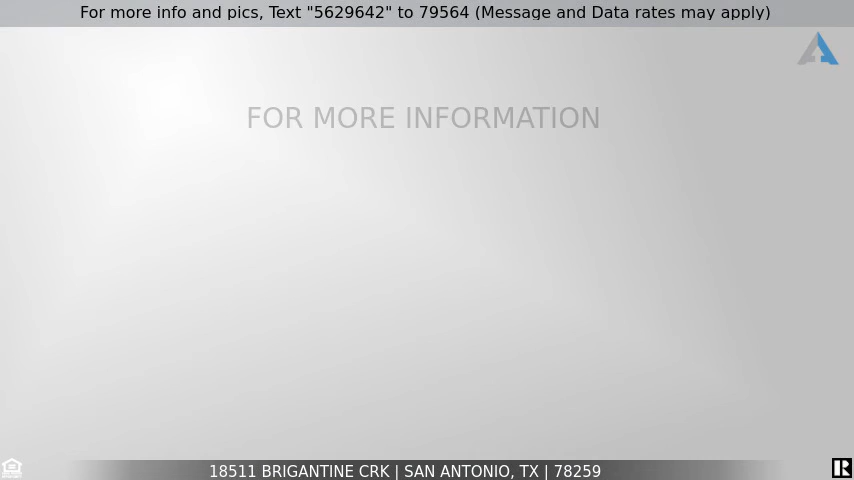 For more info and pics, Text "5629642" to 79564 (Message and Data rates may apply)
FOR MORE INFORMATION
18511 BRIGANTINE CRK | SAN ANTONIO, TX | 78259